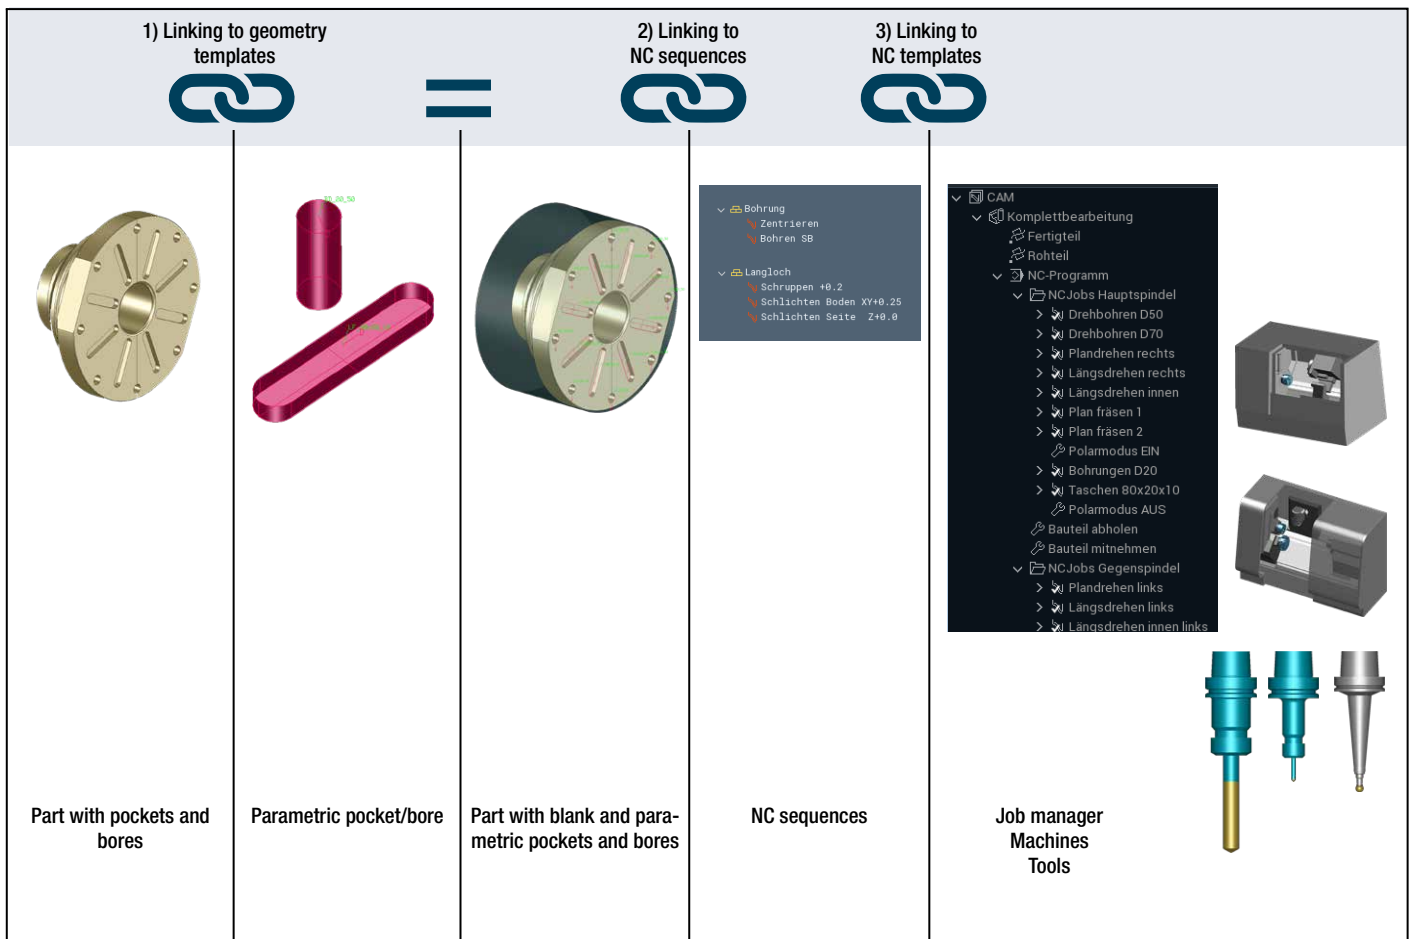 1) Linking to geometry
templates
2) Linking to
NC sequences
3) Linking to
NC templates
Bohrung
Zentrieren
Bohren SB
Langloch
Schruppen +0.2
Schlichten Boden XY+0.25
Schlichten Seite Z+0.0
CAM
Komplettbearbeitung
Fertigteil
Rohteil
NC-Programm
NCJobs Hauptspindel
Drehbohren D50
Drehbohren D70
Plandrehen rechts
Längsdrehen rechts
Längsdrehen innen
Plan fräsen 1
Plan fräsen 2
Polarmodus EIN
Bohrungen D20
Taschen 80x20x10
Polarmodus AUS
Bauteil abholen
Bauteil mitnehmen
NCJobs Gegenspindel
Plandrehen links
Längsdrehen links
Längsdrehen innen links
Part with pockets and
bores
Parametric pocket/bore
Part with blank and para-
metric pockets and bores
NC sequences
Job manager
Machines
Tools